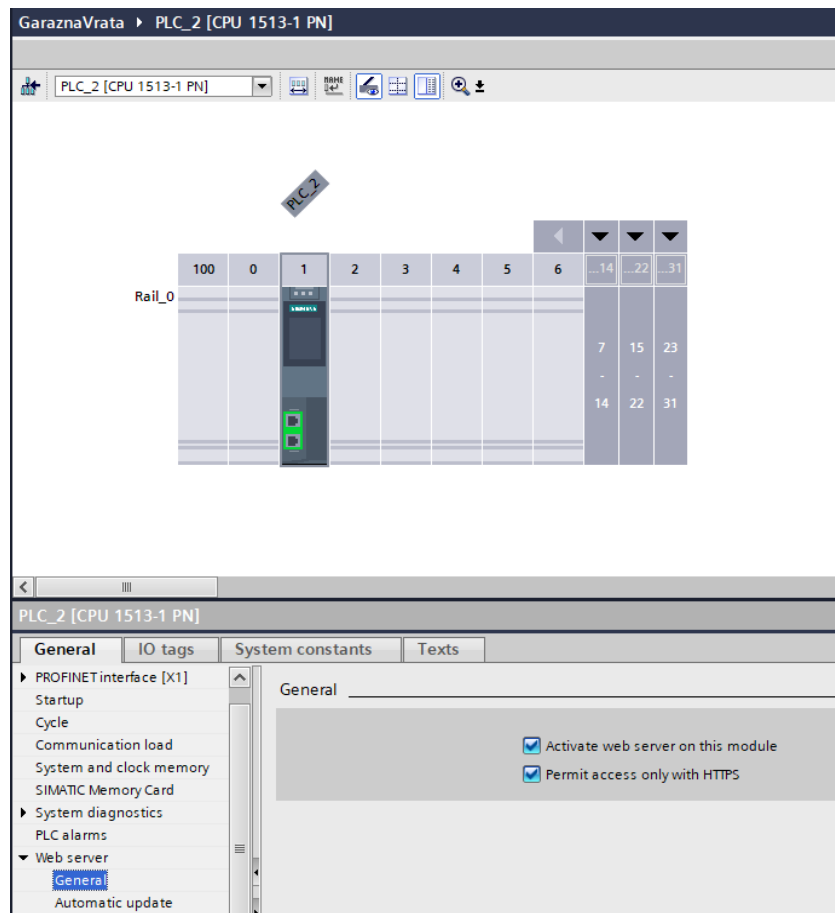 GaraznaVrata ▸ PLC_2 [CPU 1513-1 PN]
PLC_2 [CPU 1513-1 PN]
NAME
PLC_2
100 0 1 2 3 4 5 6 ...14 ...22 ...31
Rail_0
SIEMENS
7 15 23
- - -
14 22 31
PLC_2 [CPU 1513-1 PN]
General IO tags System constants Texts
PROFINET interface [X1]
Startup
Cycle
Communication load
System and clock memory
SIMATIC Memory Card
System diagnostics
PLC alarms
Web server
General
Automatic update
General
Activate web server on this module
Permit access only with HTTPS